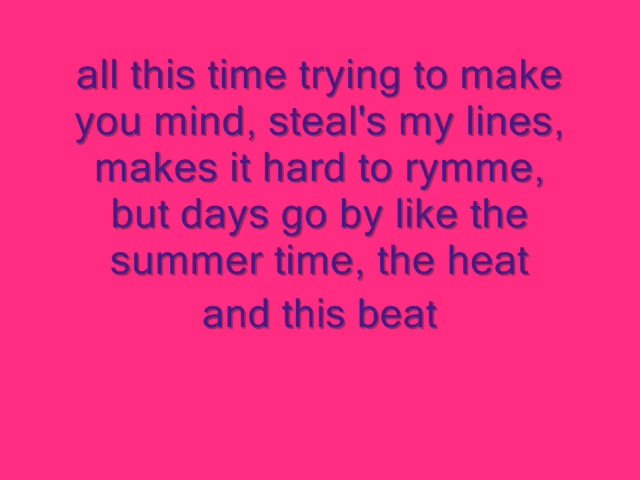 all this time trying to make
you mind, steal's my lines,
makes it hard to rymme,
but days go by like the
summer time, the heat
and this beat